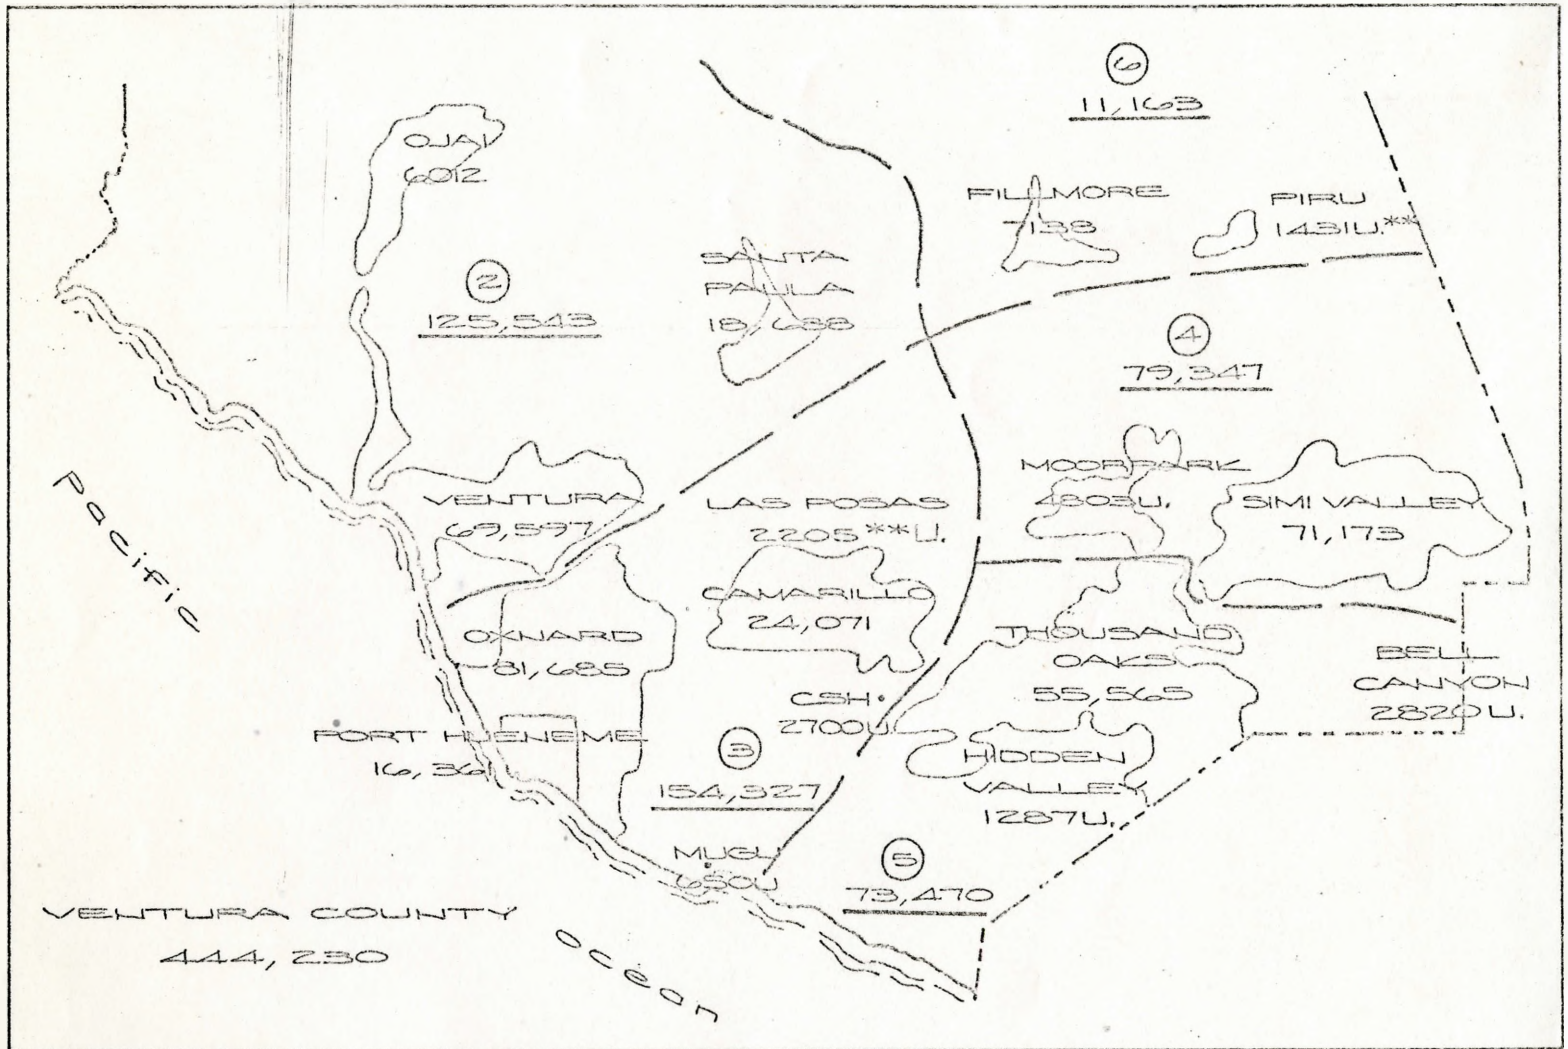 6
11,163
OJAI
6012
FILLMORE
7138
PIRU
1431U.**
SANTA
PAULA
18,638
2
125,543
4
79,347
MOORPARK
4803U.
SIMI VALLEY
71,173
VENTURA
69,597
LAS POSAS
2205**U.
CAMARILLO
24,071
OXNARD
81,685
THOUSAND
OAKS
55,565
BELL
CANYON
2820U.
CSH
2700U
PORT HUENEME
16,361
3
154,327
HIDDEN
VALLEY
1287U.
MUGU
650U
5
73,470
VENTURA COUNTY
444,230
Pacific
Ocean